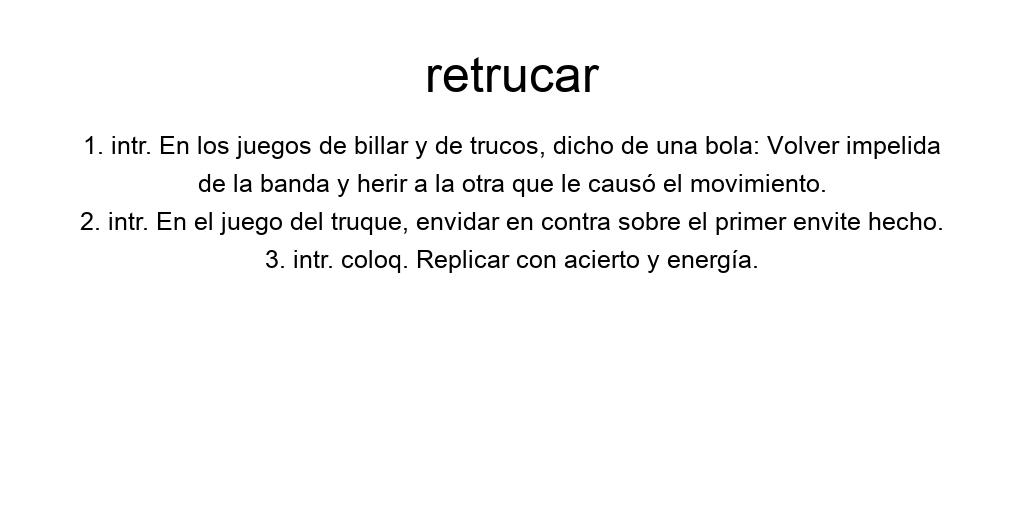 retrucar
1. intr. En los juegos de billar y de trucos, dicho de una bola: Volver impelida
de la banda y herir a la otra que le causó el movimiento.
2. intr. En el juego del truque, envidar en contra sobre el primer envite hecho.
3. intr. coloq. Replicar con acierto y energía.